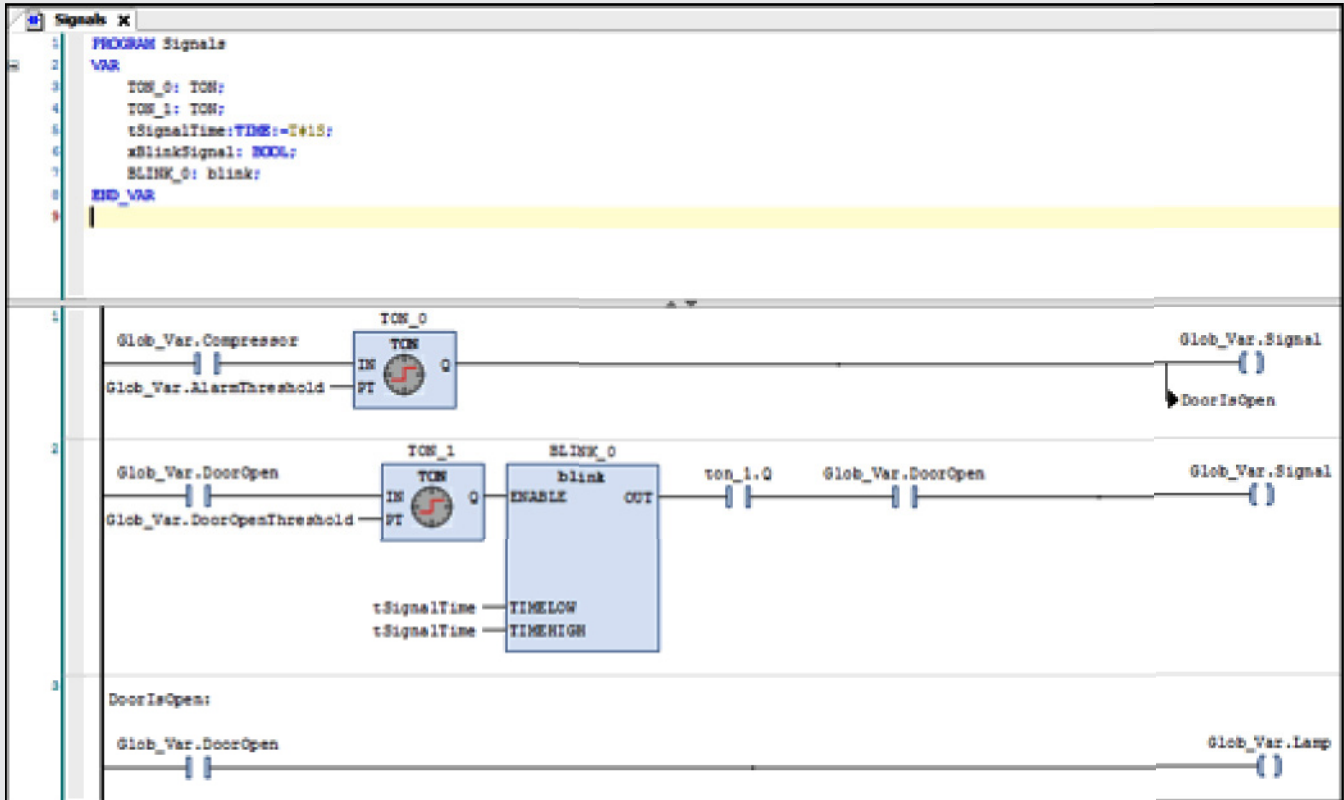 Signals X
1 PROGRAM Signals
2 VAR
3 TON_0: TON;
4 TON_1: TON;
5 tSignalTime:TIME:=T#1S;
6 xBlinkSignal: BOOL;
7 BLINK_0: blink;
8 END_VAR
9
1
TON_0
Glob_Var.Compressor
TON
Glob_Var.Signal
IN Q
Glob_Var.AlarmThreshold PT
DoorIsOpen
2
TON_1 BLINK_0
Glob_Var.DoorOpen TON blink ton_1.Q Glob_Var.DoorOpen Glob_Var.Signal
IN Q ENABLE OUT
Glob_Var.DoorOpenThreshold PT
tSignalTime TIMELOW
tSignalTime TIMEHIGH
3
DoorIsOpen:
Glob_Var.DoorOpen Glob_Var.Lamp